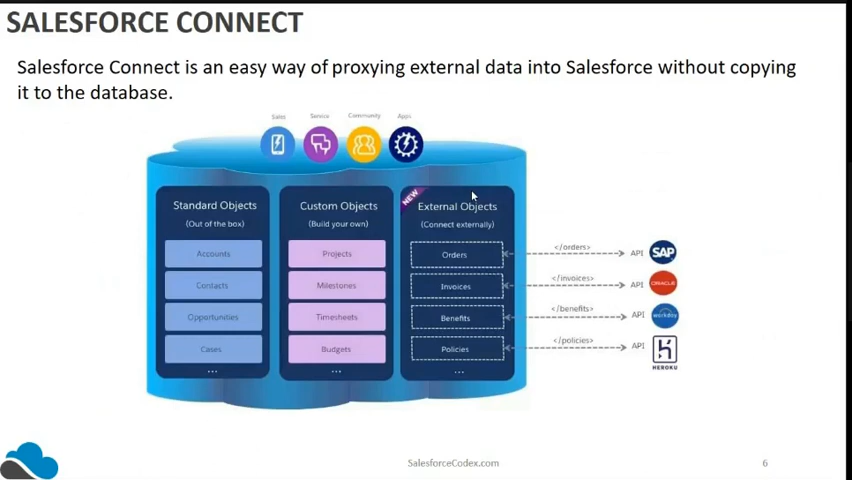 SALESFORCE CONNECT
Salesforce Connect is an easy way of proxying external data into Salesforce without copying
it to the database.
Sales Service Community Apps
Standard Objects
(Out of the box)
Accounts
Contacts
Opportunities
Cases
...
Custom Objects
(Build your own)
Projects
Milestones
Timesheets
Budgets
...
NEW
External Objects
(Connect externally)
Orders
Invoices
Benefits
Policies
...
</orders>
API
SAP
</invoices>
API
ORACLE
</benefits>
API
workday
</policies>
API
HEROKU
SalesforceCodex.com
6